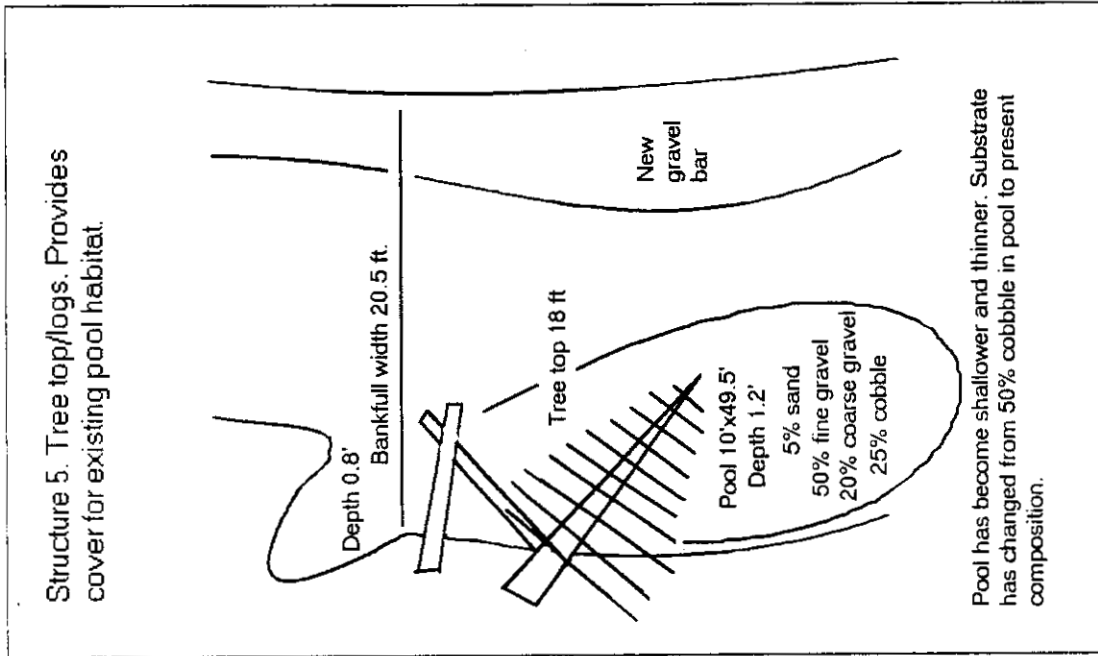 Structure 5. Tree top/logs. Provides
cover for existing pool habitat.
Depth 0.8'
Bankfull width 20.5 ft.
New
gravel
bar
Tree top 18 ft
Pool 10'x49.5'
Depth 1.2'
5% sand
50% fine gravel
20% coarse gravel
25% cobble
Pool has become shallower and thinner. Substrate
has changed from 50% cobble in pool to present
composition.